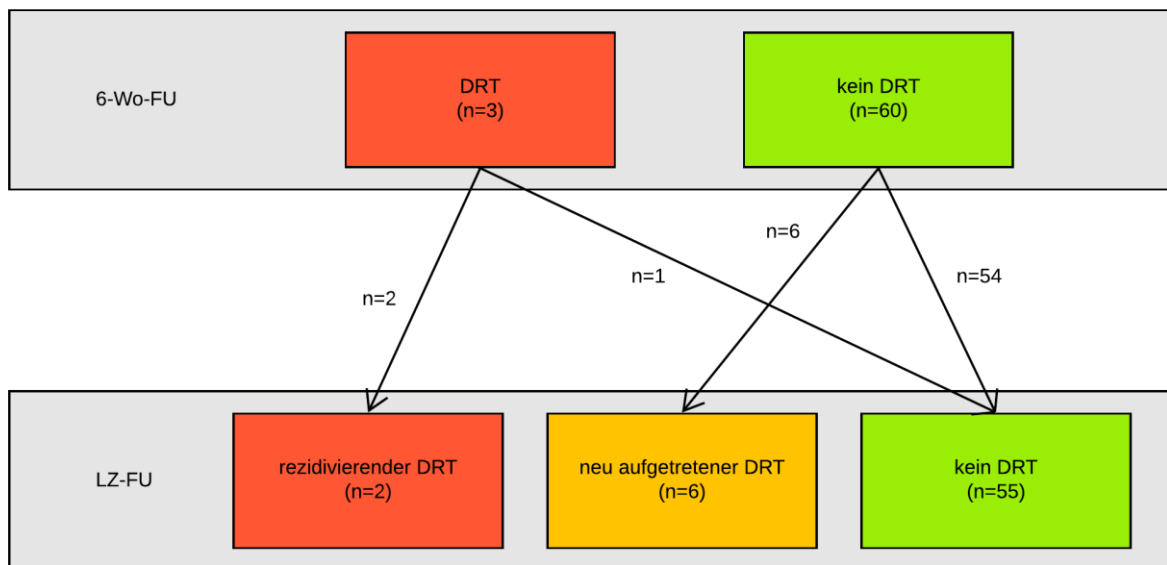 6-Wo-FU
DRT
(n=3)
kein DRT
(n=60)
n=6
n=1
n=54
n=2
LZ-FU
rezidivierender DRT
(n=2)
neu aufgetretener DRT
(n=6)
kein DRT
(n=55)